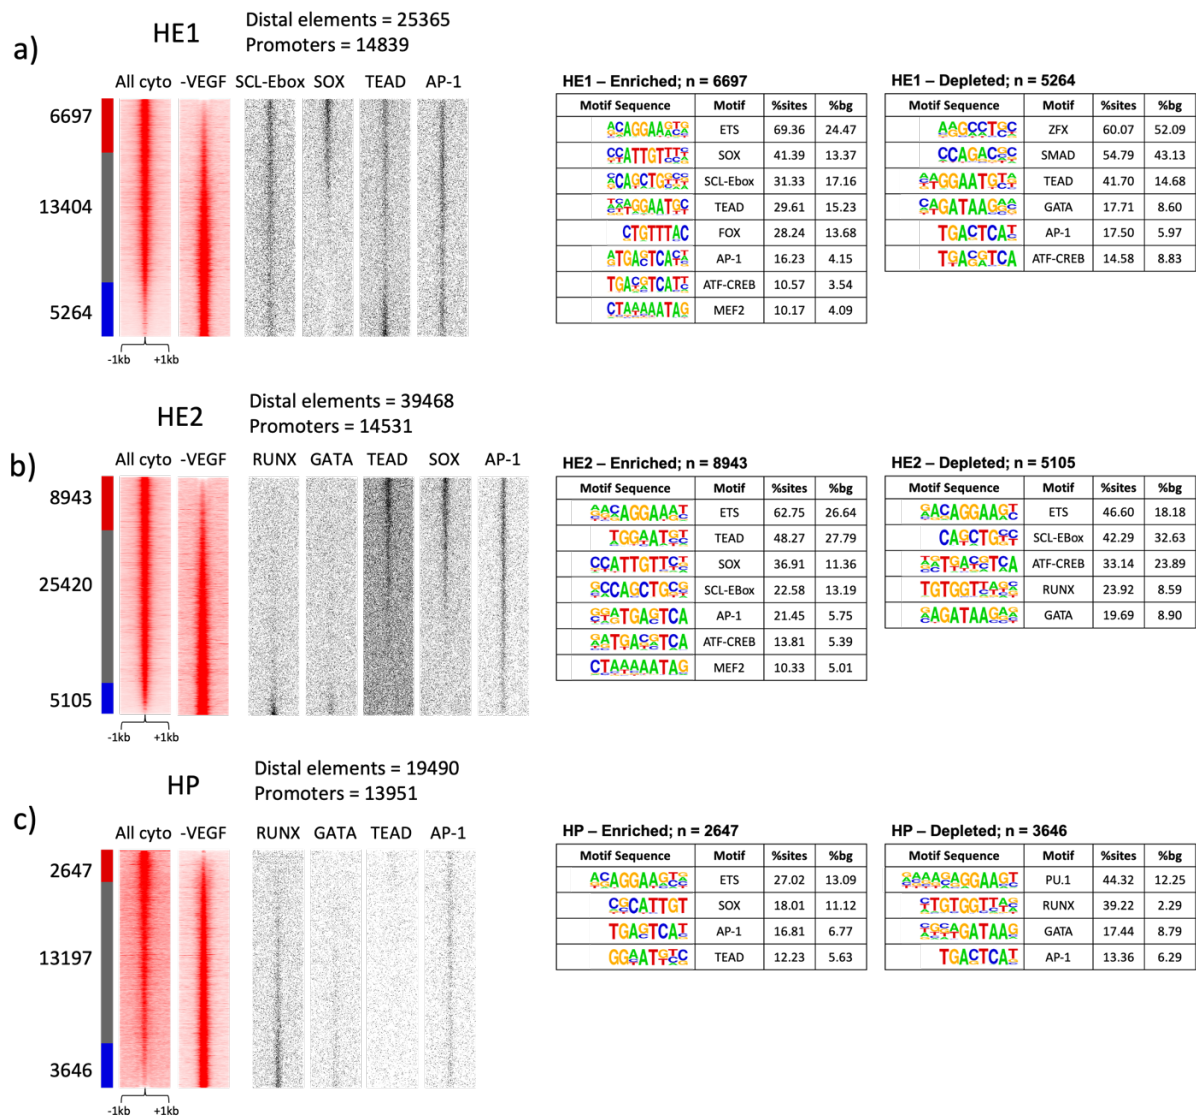 a)
HE1
Distal elements = 25365
Promoters = 14839
All cyto -VEGF SCL-Ebox SOX TEAD AP-1
6697
13404
5264
-1kb +1kb
HE1 – Enriched; n = 6697
Motif Sequence Motif %sites %bg
ETS 69.36 24.47
SOX 41.39 13.37
SCL-Ebox 31.33 17.16
TEAD 29.61 15.23
FOX 28.24 13.68
AP-1 16.23 4.15
ATF-CREB 10.57 3.54
MEF2 10.17 4.09
HE1 – Depleted; n = 5264
Motif Sequence Motif %sites %bg
ZFX 60.07 52.09
SMAD 54.79 43.13
TEAD 41.70 14.68
GATA 17.71 8.60
AP-1 17.50 5.97
ATF-CREB 14.58 8.83
b)
HE2
Distal elements = 39468
Promoters = 14531
All cyto -VEGF RUNX GATA TEAD SOX AP-1
8943
25420
5105
-1kb +1kb
HE2 – Enriched; n = 8943
Motif Sequence Motif %sites %bg
ETS 62.75 26.64
TEAD 48.27 27.79
SOX 36.91 11.36
SCL-EBox 22.58 13.19
AP-1 21.45 5.75
ATF-CREB 13.81 5.39
MEF2 10.33 5.01
HE2 – Depleted; n = 5105
Motif Sequence Motif %sites %bg
ETS 46.60 18.18
SCL-EBox 42.29 32.63
ATF-CREB 33.14 23.89
RUNX 23.92 8.59
GATA 19.69 8.90
c)
HP
Distal elements = 19490
Promoters = 13951
All cyto -VEGF RUNX GATA TEAD AP-1
2647
13197
3646
-1kb +1kb
HP – Enriched; n = 2647
Motif Sequence Motif %sites %bg
ETS 27.02 13.09
SOX 18.01 11.12
AP-1 16.81 6.77
TEAD 12.23 5.63
HP – Depleted; n = 3646
Motif Sequence Motif %sites %bg
PU.1 44.32 12.25
RUNX 39.22 2.29
GATA 17.44 8.79
AP-1 13.36 6.29